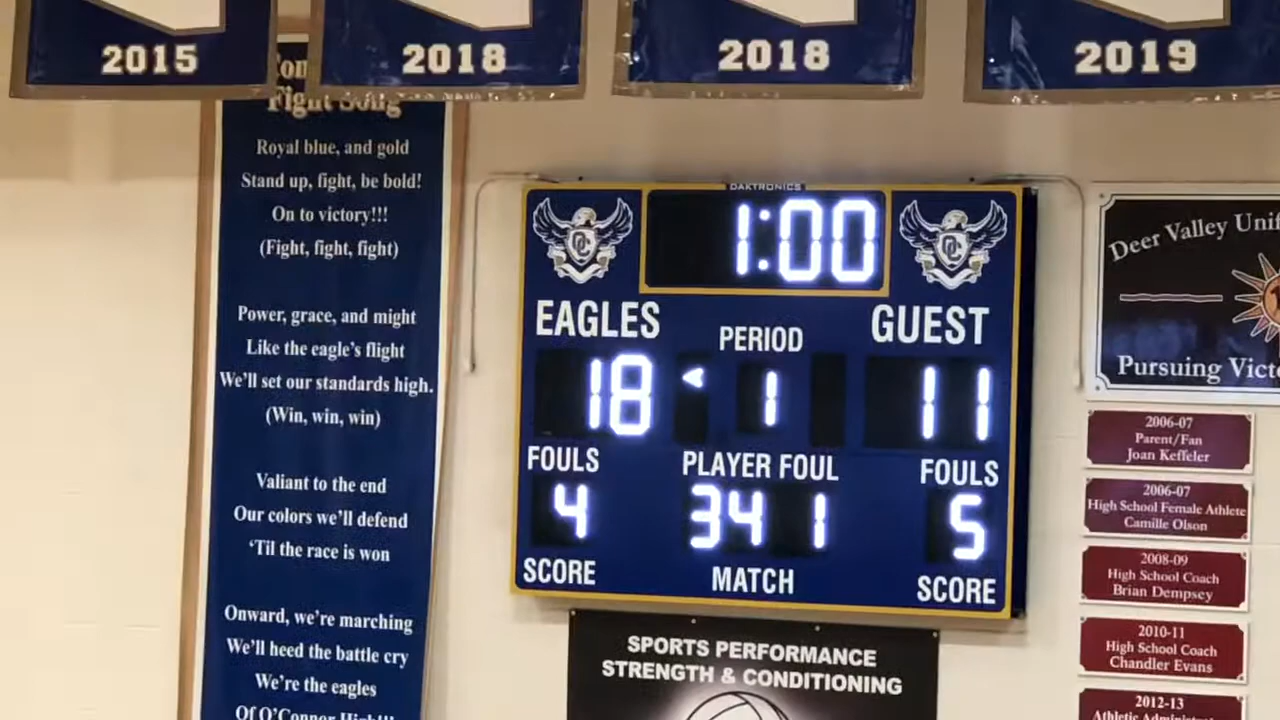 2015
2018
2018
2019
Fight Song
Royal blue, and gold
Stand up, fight, be bold!
On to victory!!!
(Fight, fight, fight)
Power, grace, and might
Like the eagle's flight
We'll set our standards high.
(Win, win, win)
Valiant to the end
Our colors we'll defend
'Til the race is won
Onward, we're marching
We'll heed the battle cry
We're the eagles
Of O'Connor High!!!
DAKTRONICS
1:00
OC
OC
EAGLES
PERIOD
GUEST
18
1
11
FOULS
PLAYER FOUL
FOULS
4
34 1
5
SCORE
MATCH
SCORE
SPORTS PERFORMANCE
STRENGTH & CONDITIONING
Deer Valley
Pursuing
2006-07
Parent/Fan
Joan Keffeler
2006-07
High School Female Athlete
Camille Olson
2008-09
High School Coach
Brian Dempsey
2010-11
High School Coach
Chandler Evans
2012-13
Athletic